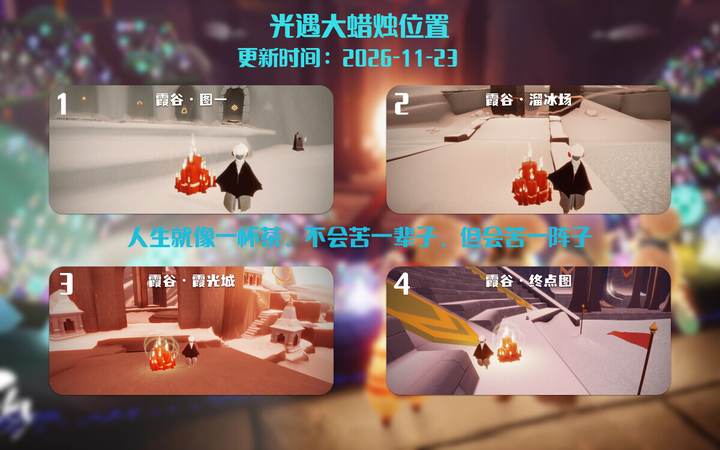 光遇大蜡烛位置
更新时间：2026-11-23
1
霞谷·图一
2
霞谷·溜冰场
人生就像一杯茶，不会苦一辈子，但会苦一阵子
3
霞谷·霞光城
4
霞谷·终点图